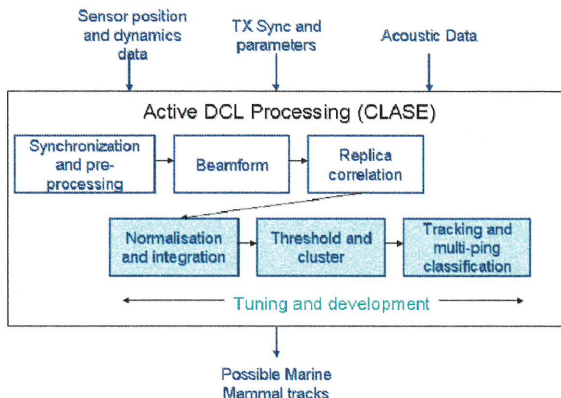 Sensor position
and dynamics
data
TX Sync and
parameters
Acoustic Data
Active DCL Processing (CLASE)
Synchronization
and pre-
processing
Beamform
Replica
correlation
Normalisation
and integration
Threshold and
cluster
Tracking and
multi-ping
classification
Tuning and development
Possible Marine
Mammal tracks